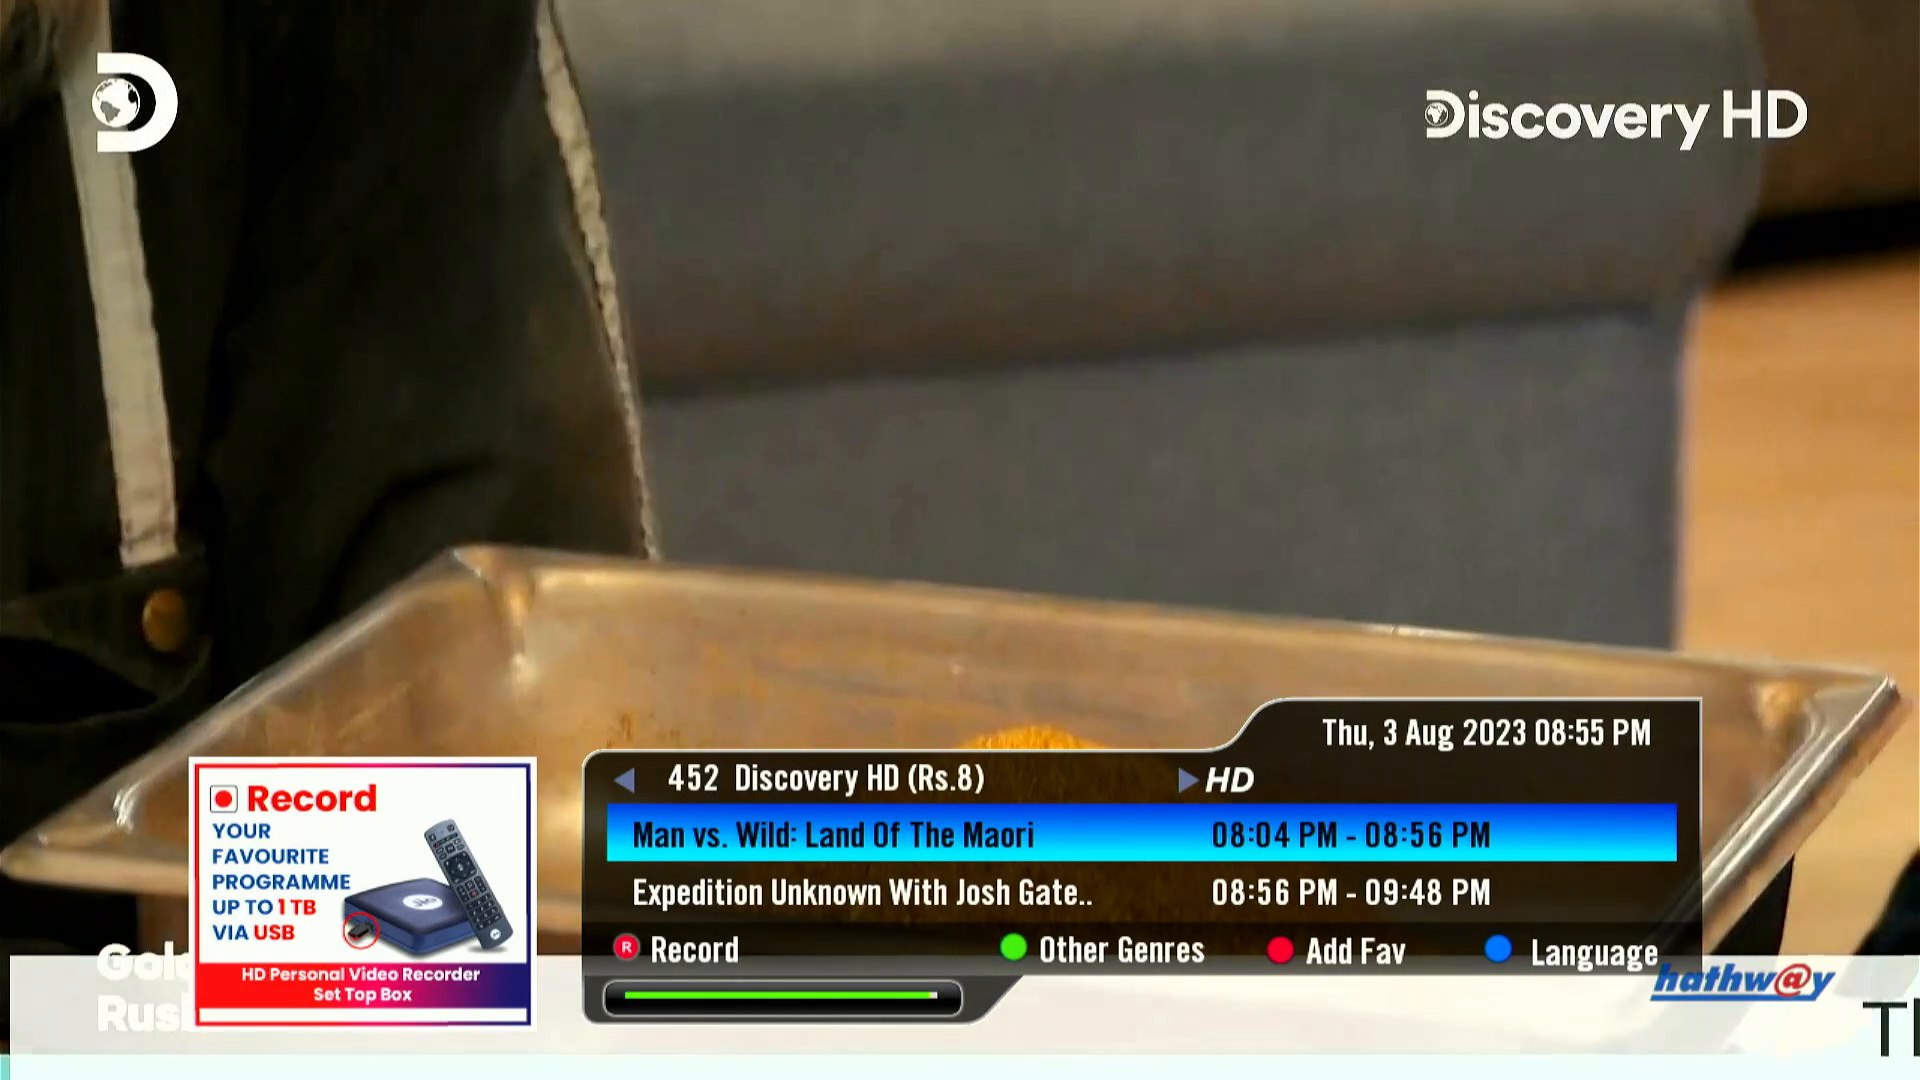 Discovery HD
Thu, 3 Aug 2023 08:55 PM
452 Discovery HD (Rs.8)
HD
Man vs. Wild: Land Of The Maori 08:04 PM - 08:56 PM
Expedition Unknown With Josh Gate.. 08:56 PM - 09:48 PM
R Record Other Genres Add Fav Language
Record
YOUR
FAVOURITE
PROGRAMME
UP TO 1 TB
VIA USB
Jio
HD Personal Video Recorder
Set Top Box
hathw@y